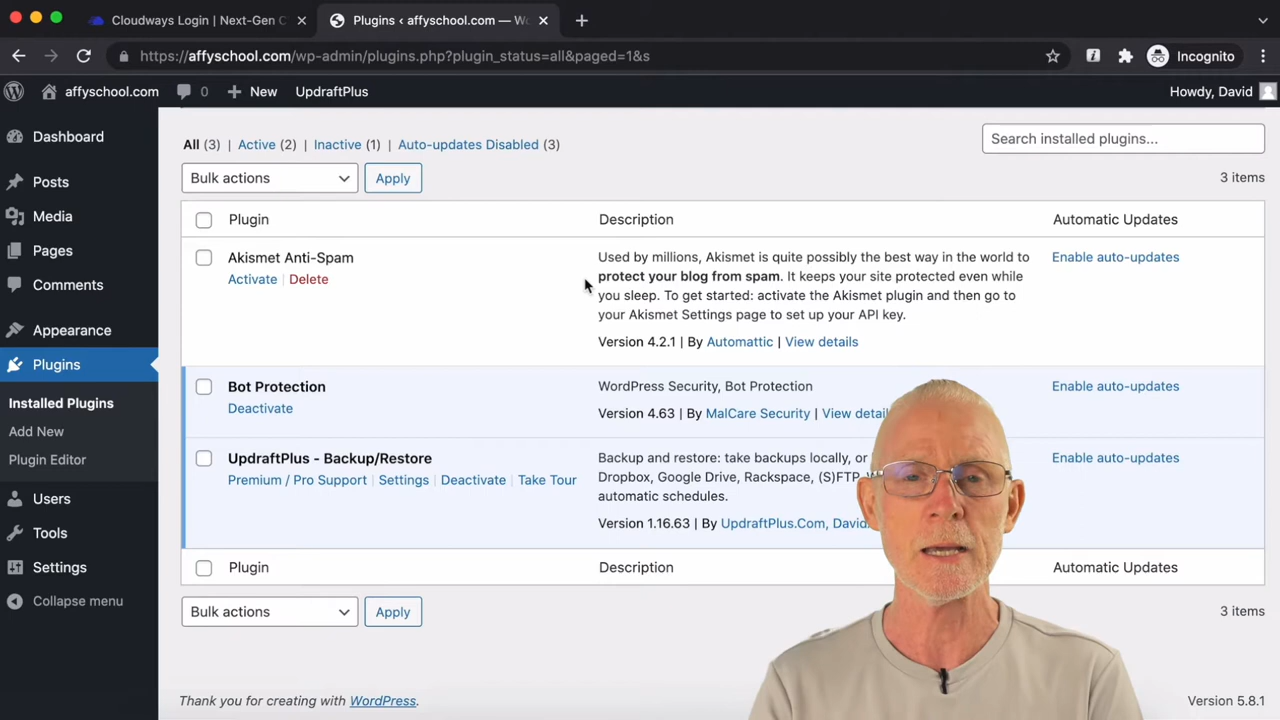 Cloudways Login | Next-Gen C
Plugins ‹ affyschool.com — Wo
https://affyschool.com/wp-admin/plugins.php?plugin_status=all&paged=1&s
Incognito
affyschool.com 0 New UpdraftPlus
Howdy, David
Dashboard
Posts
Media
Pages
Comments
Appearance
Plugins
Installed Plugins
Add New
Plugin Editor
Users
Tools
Settings
Collapse menu
All (3) | Active (2) | Inactive (1) | Auto-updates Disabled (3)
Search installed plugins...
Bulk actions
Apply
3 items
Plugin Description Automatic Updates
Akismet Anti-Spam
Activate | Delete
Used by millions, Akismet is quite possibly the best way in the world to
protect your blog from spam. It keeps your site protected even while
you sleep. To get started: activate the Akismet plugin and then go to
your Akismet Settings page to set up your API key.
Version 4.2.1 | By Automattic | View details
Enable auto-updates
Bot Protection
Deactivate
WordPress Security, Bot Protection
Version 4.63 | By MalCare Security | View detail
Enable auto-updates
UpdraftPlus - Backup/Restore
Premium / Pro Support | Settings | Deactivate | Take Tour
Backup and restore: take backups locally, or
Dropbox, Google Drive, Rackspace, (S)FTP,
automatic schedules.
Version 1.16.63 | By UpdraftPlus.Com, David
Enable auto-updates
Plugin Description Automatic Updates
Bulk actions
Apply
3 items
Thank you for creating with WordPress.
Version 5.8.1